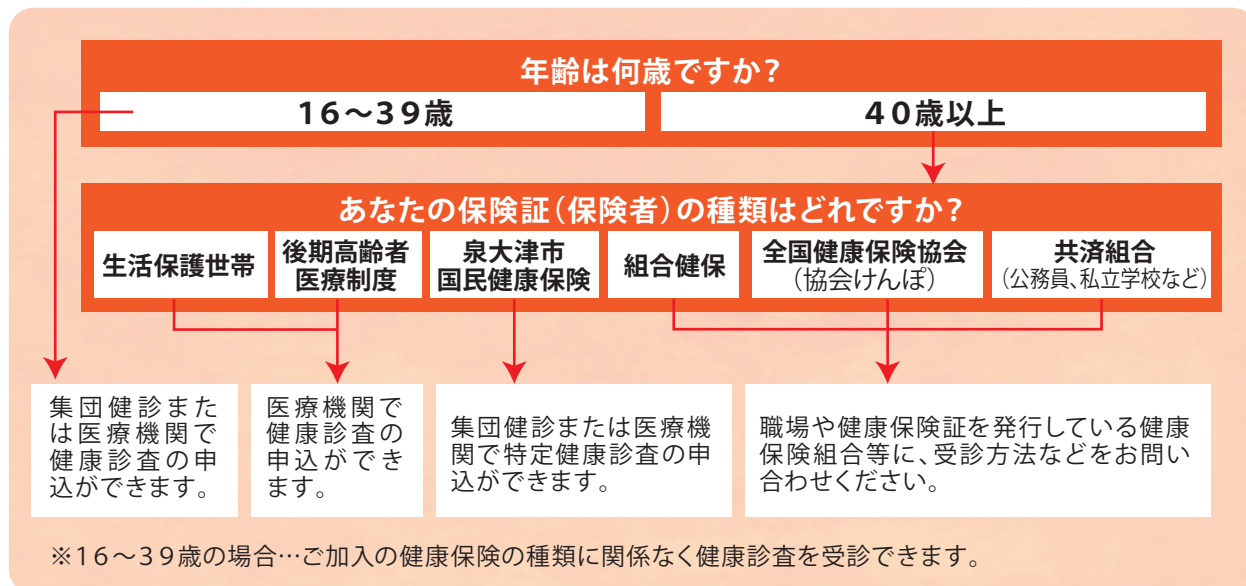 年齢は何歳ですか？
16～39歳
40歳以上
あなたの保険証（保険者）の種類はどれですか？
生活保護世帯
後期高齢者
医療制度
泉大津市
国民健康保険
組合健保
全国健康保険協会
（協会けんぽ）
共済組合
（公務員、私立学校など）
集団健診また
は医療機関で
健康診査の申
込ができます。
医療機関で
健康診査の
申込ができ
ます。
集団健診または医療機
関で特定健康診査の申
込ができます。
職場や健康保険証を発行している健康
保険組合等に、受診方法などをお問い
合わせください。
※16～39歳の場合…ご加入の健康保険の種類に関係なく健康診査を受診できます。